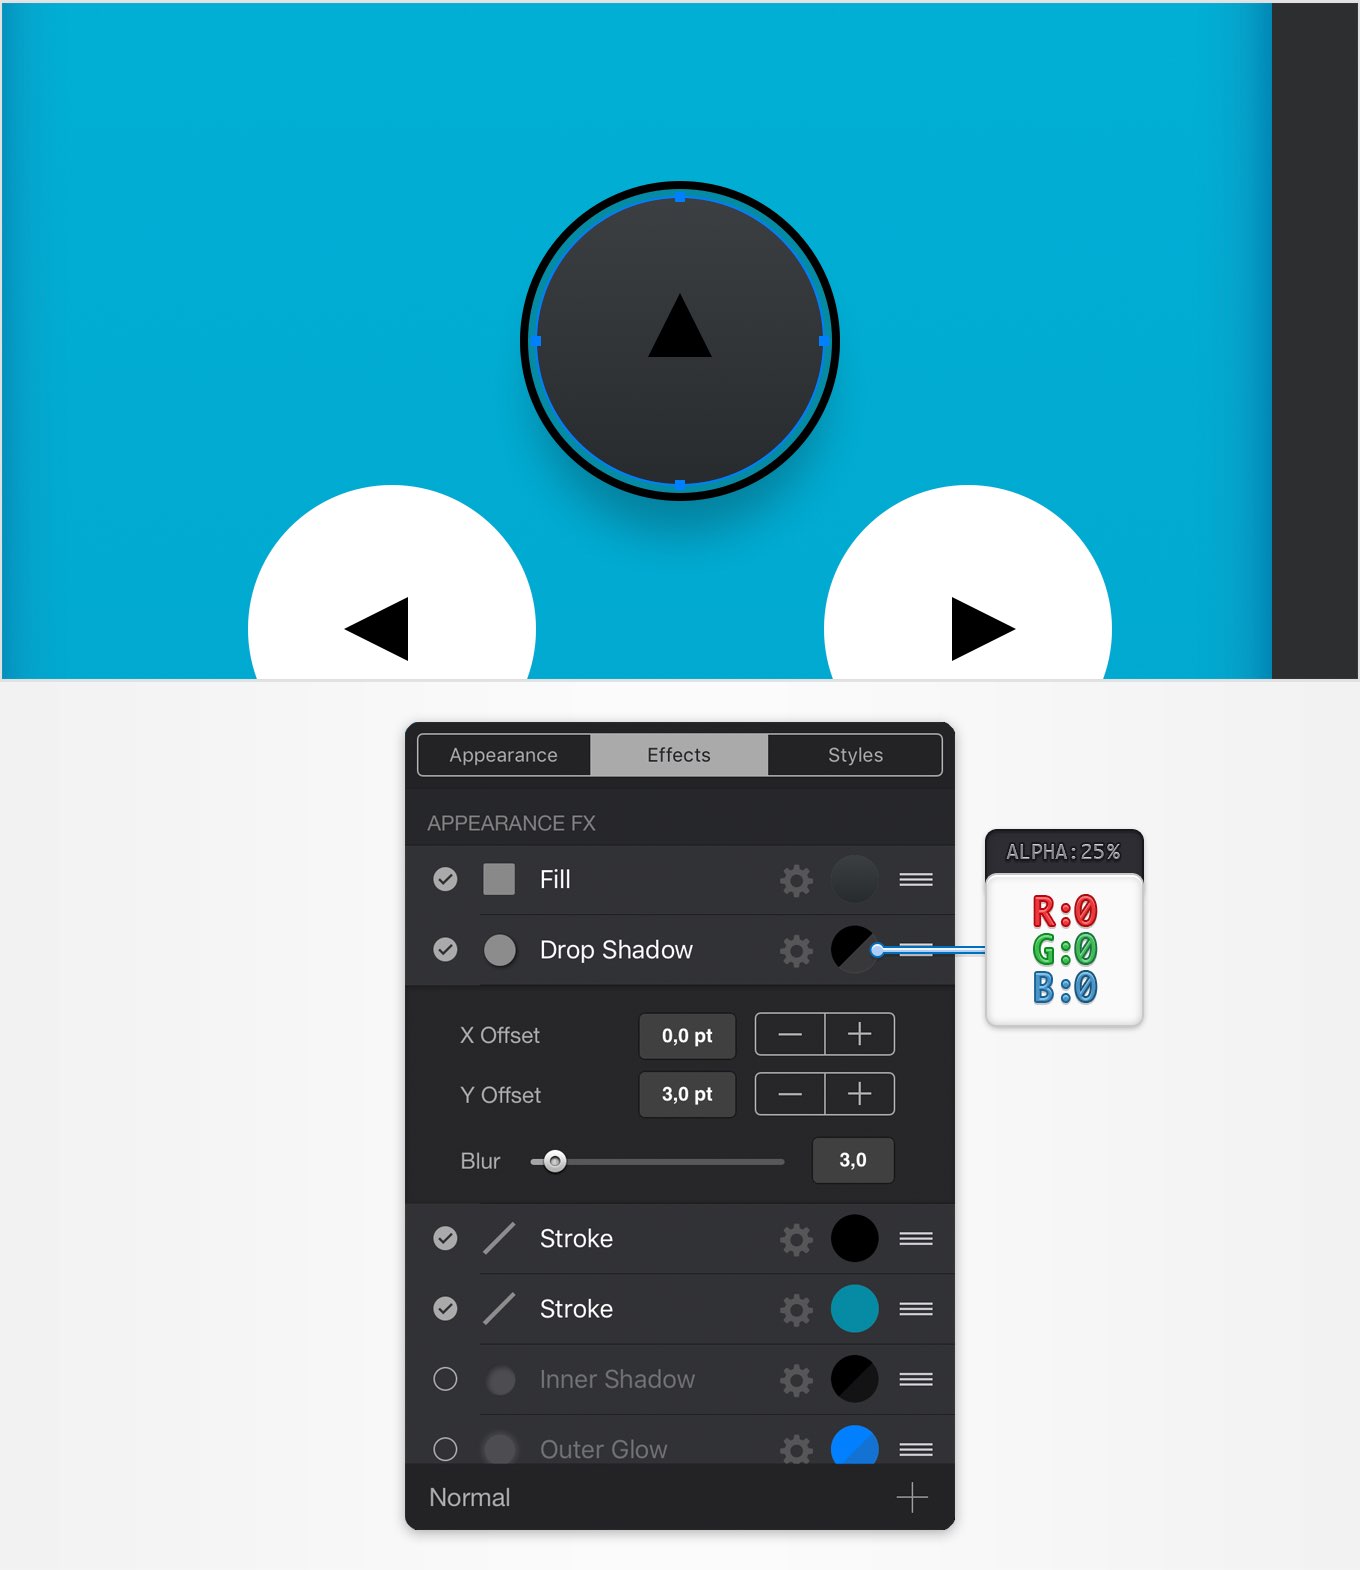 Appearance Effects Styles
APPEARANCE FX
Fill
Drop Shadow
ALPHA:25%
R:0
G:0
B:0
X Offset 0,0 pt
Y Offset 3,0 pt
Blur 3,0
Stroke
Stroke
Inner Shadow
Outer Glow
Normal